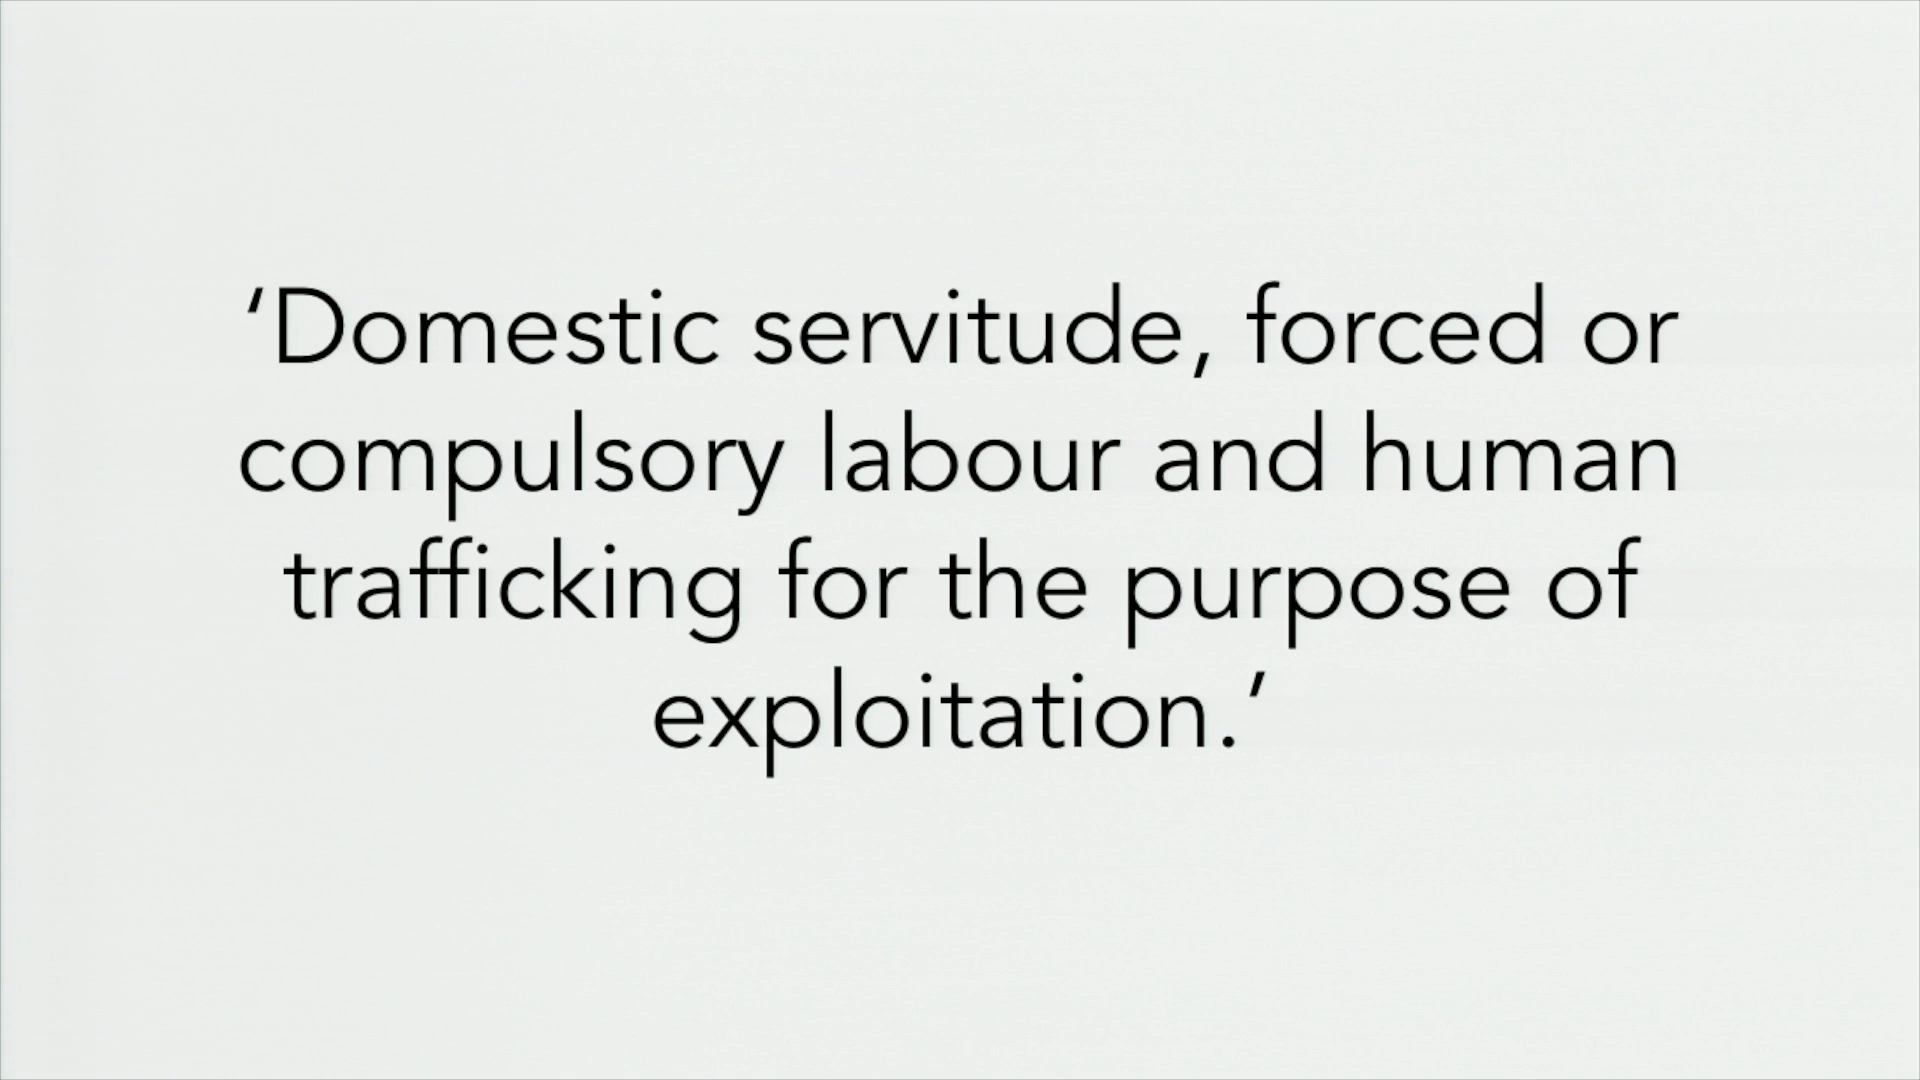 ‘Domestic servitude, forced or
compulsory labour and human
trafficking for the purpose of
exploitation.’